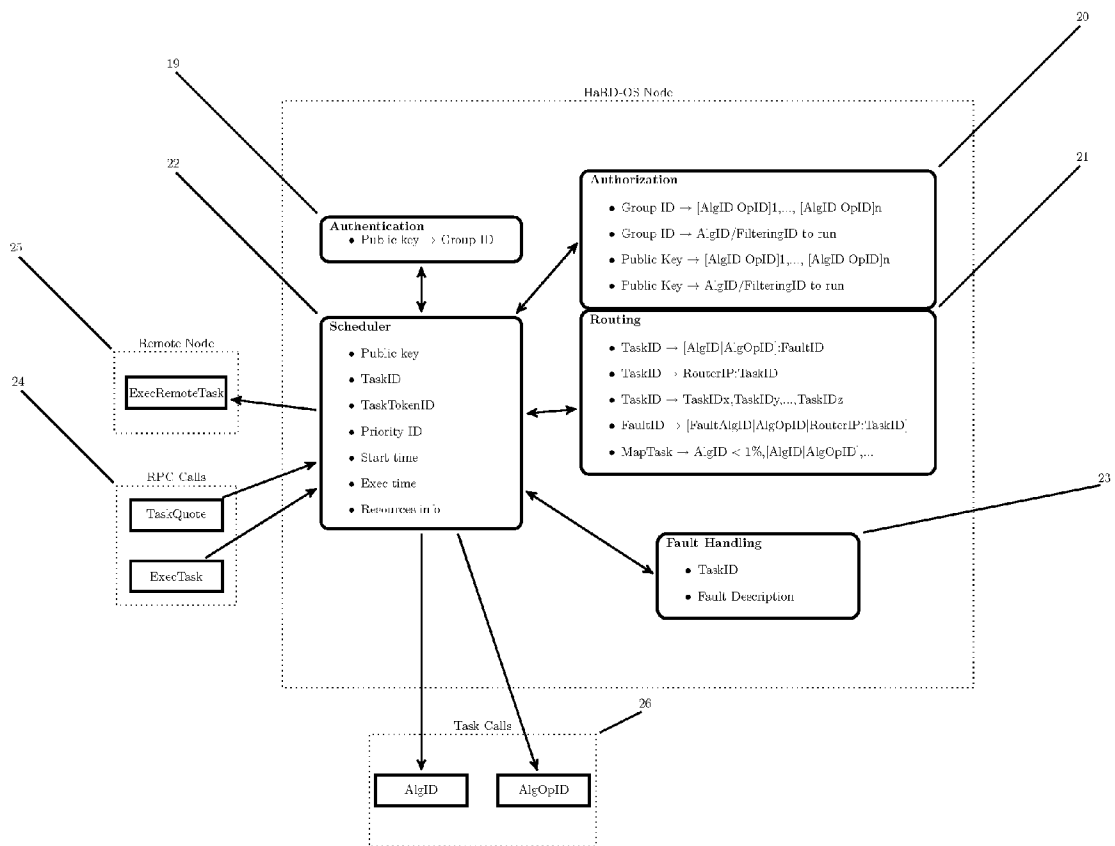 20
19
HaRD-OS Node
22
21
Authorization
• Group ID → [AlgID OpID]1,..., [AlgID OpID]n
• Group ID → AlgID/FilteringID to run
• Public Key → [AlgID OpID]1,..., [AlgID OpID]n
• Public Key → AlgID/FilteringID to run
Authentication
• Public key → Group ID
25
Routing
• TaskID → [AlgID|AlgOpID]:FaultID
• TaskID → RouterIP:TaskID
• TaskID → TaskIDx,TaskIDy,...,TaskIDz
• FaultID → [FaultAlgID|AlgOpID|RouterIP:TaskID]
• MapTask → AlgID < 1%,[AlgID|AlgOpID],...
Scheduler
• Public key
• TaskID
• TaskTokenID
• Priority ID
• Start time
• Exec time
• Resources info
Remote Node
ExecRemoteTask
24
RPC Calls
TaskQuote
ExecTask
23
Fault Handling
• TaskID
• Fault Description
26
Task Calls
AlgID
AlgOpID